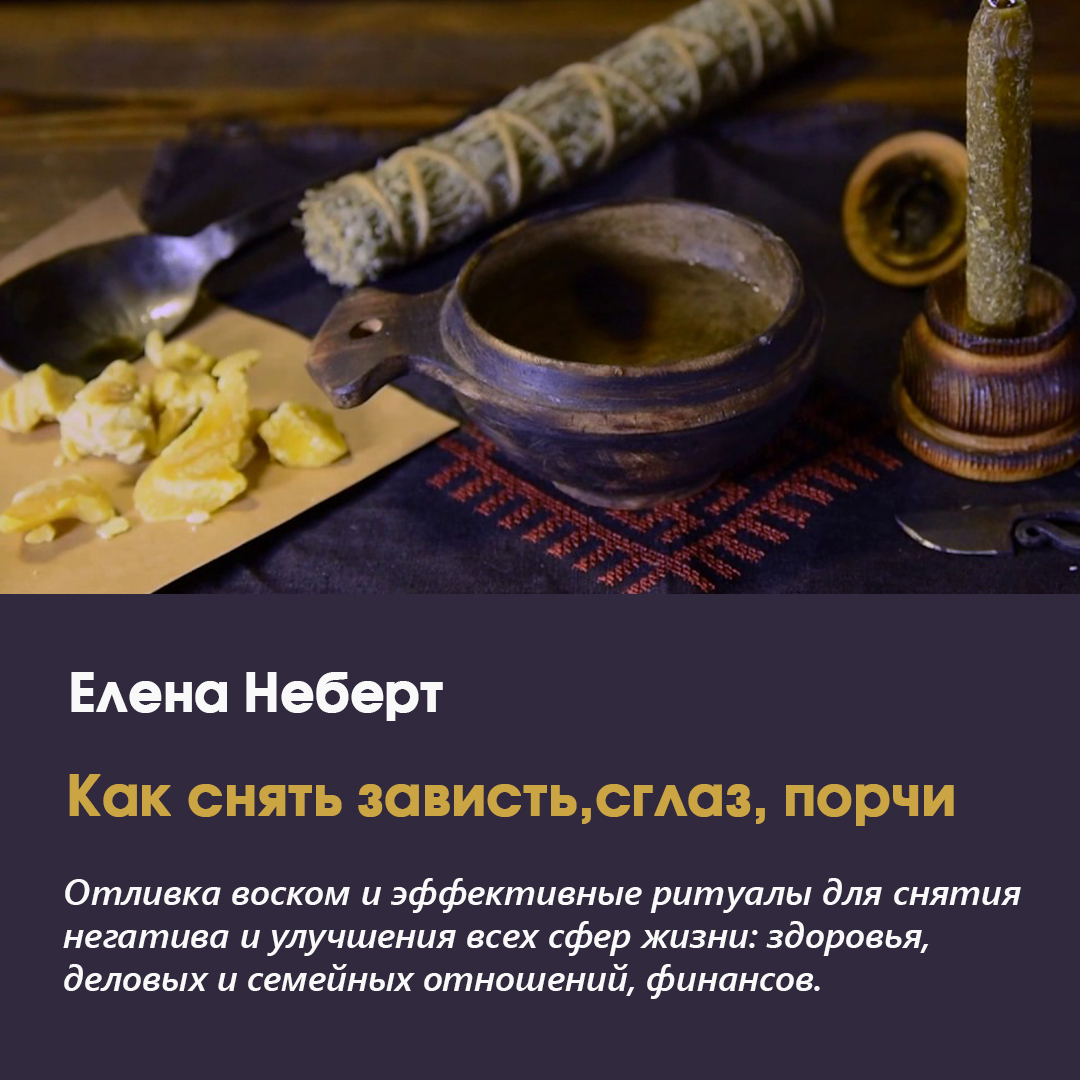 Елена Неберт
Как снять зависть,сглаз, порчи
Отливка воском и эффективные ритуалы для снятия
негатива и улучшения всех сфер жизни: здоровья,
деловых и семейных отношений, финансов.